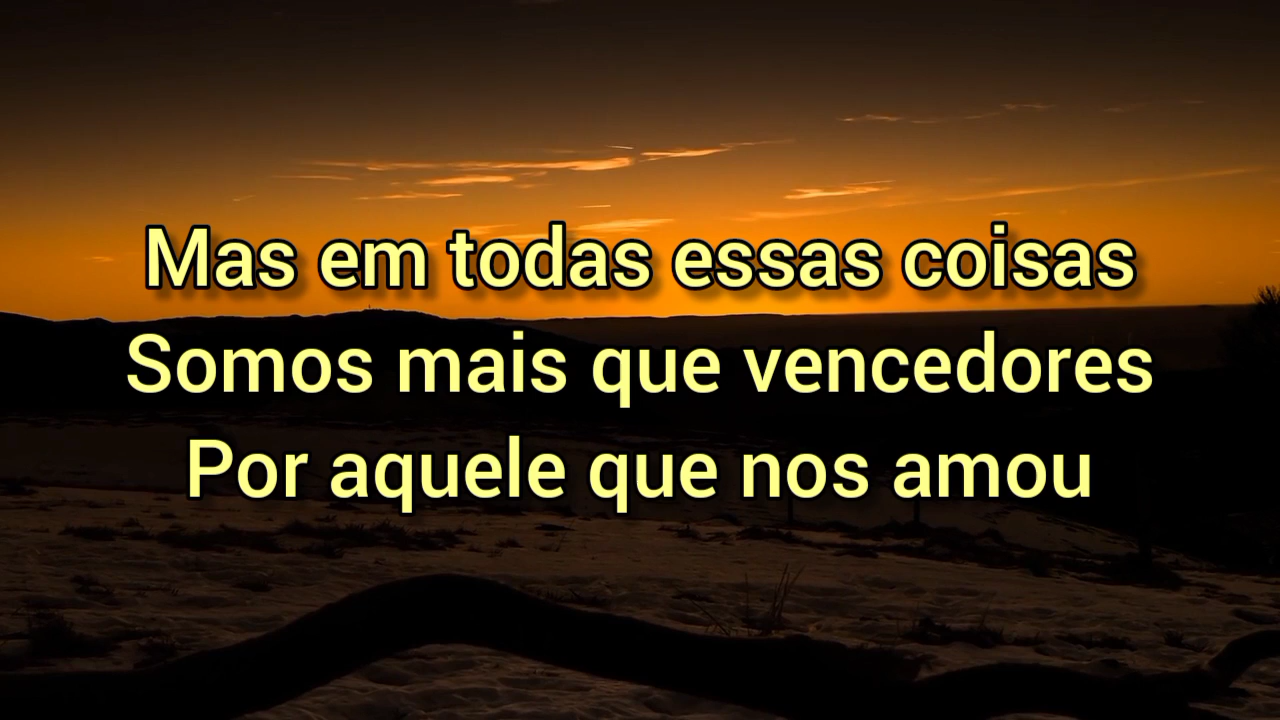 Mas em todas essas coisas
Somos mais que vencedores
Por aquele que nos amou